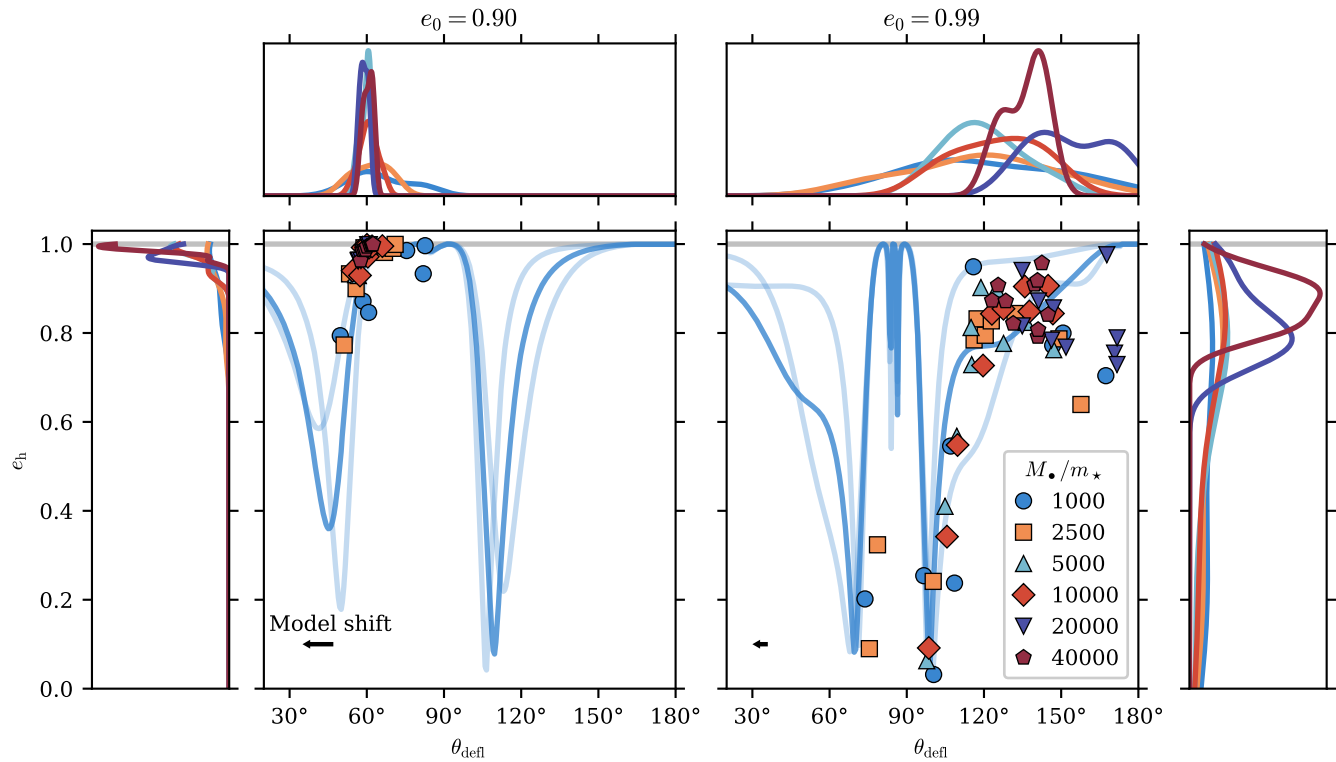 e₀ = 0.90
e₀ = 0.99
1.0
0.8
0.6
0.4
0.2
0.0
e_h
Model shift
30° 60° 90° 120° 150° 180°
θ_defl
30° 60° 90° 120° 150° 180°
θ_defl
M_•/m_⋆
1000
2500
5000
10000
20000
40000